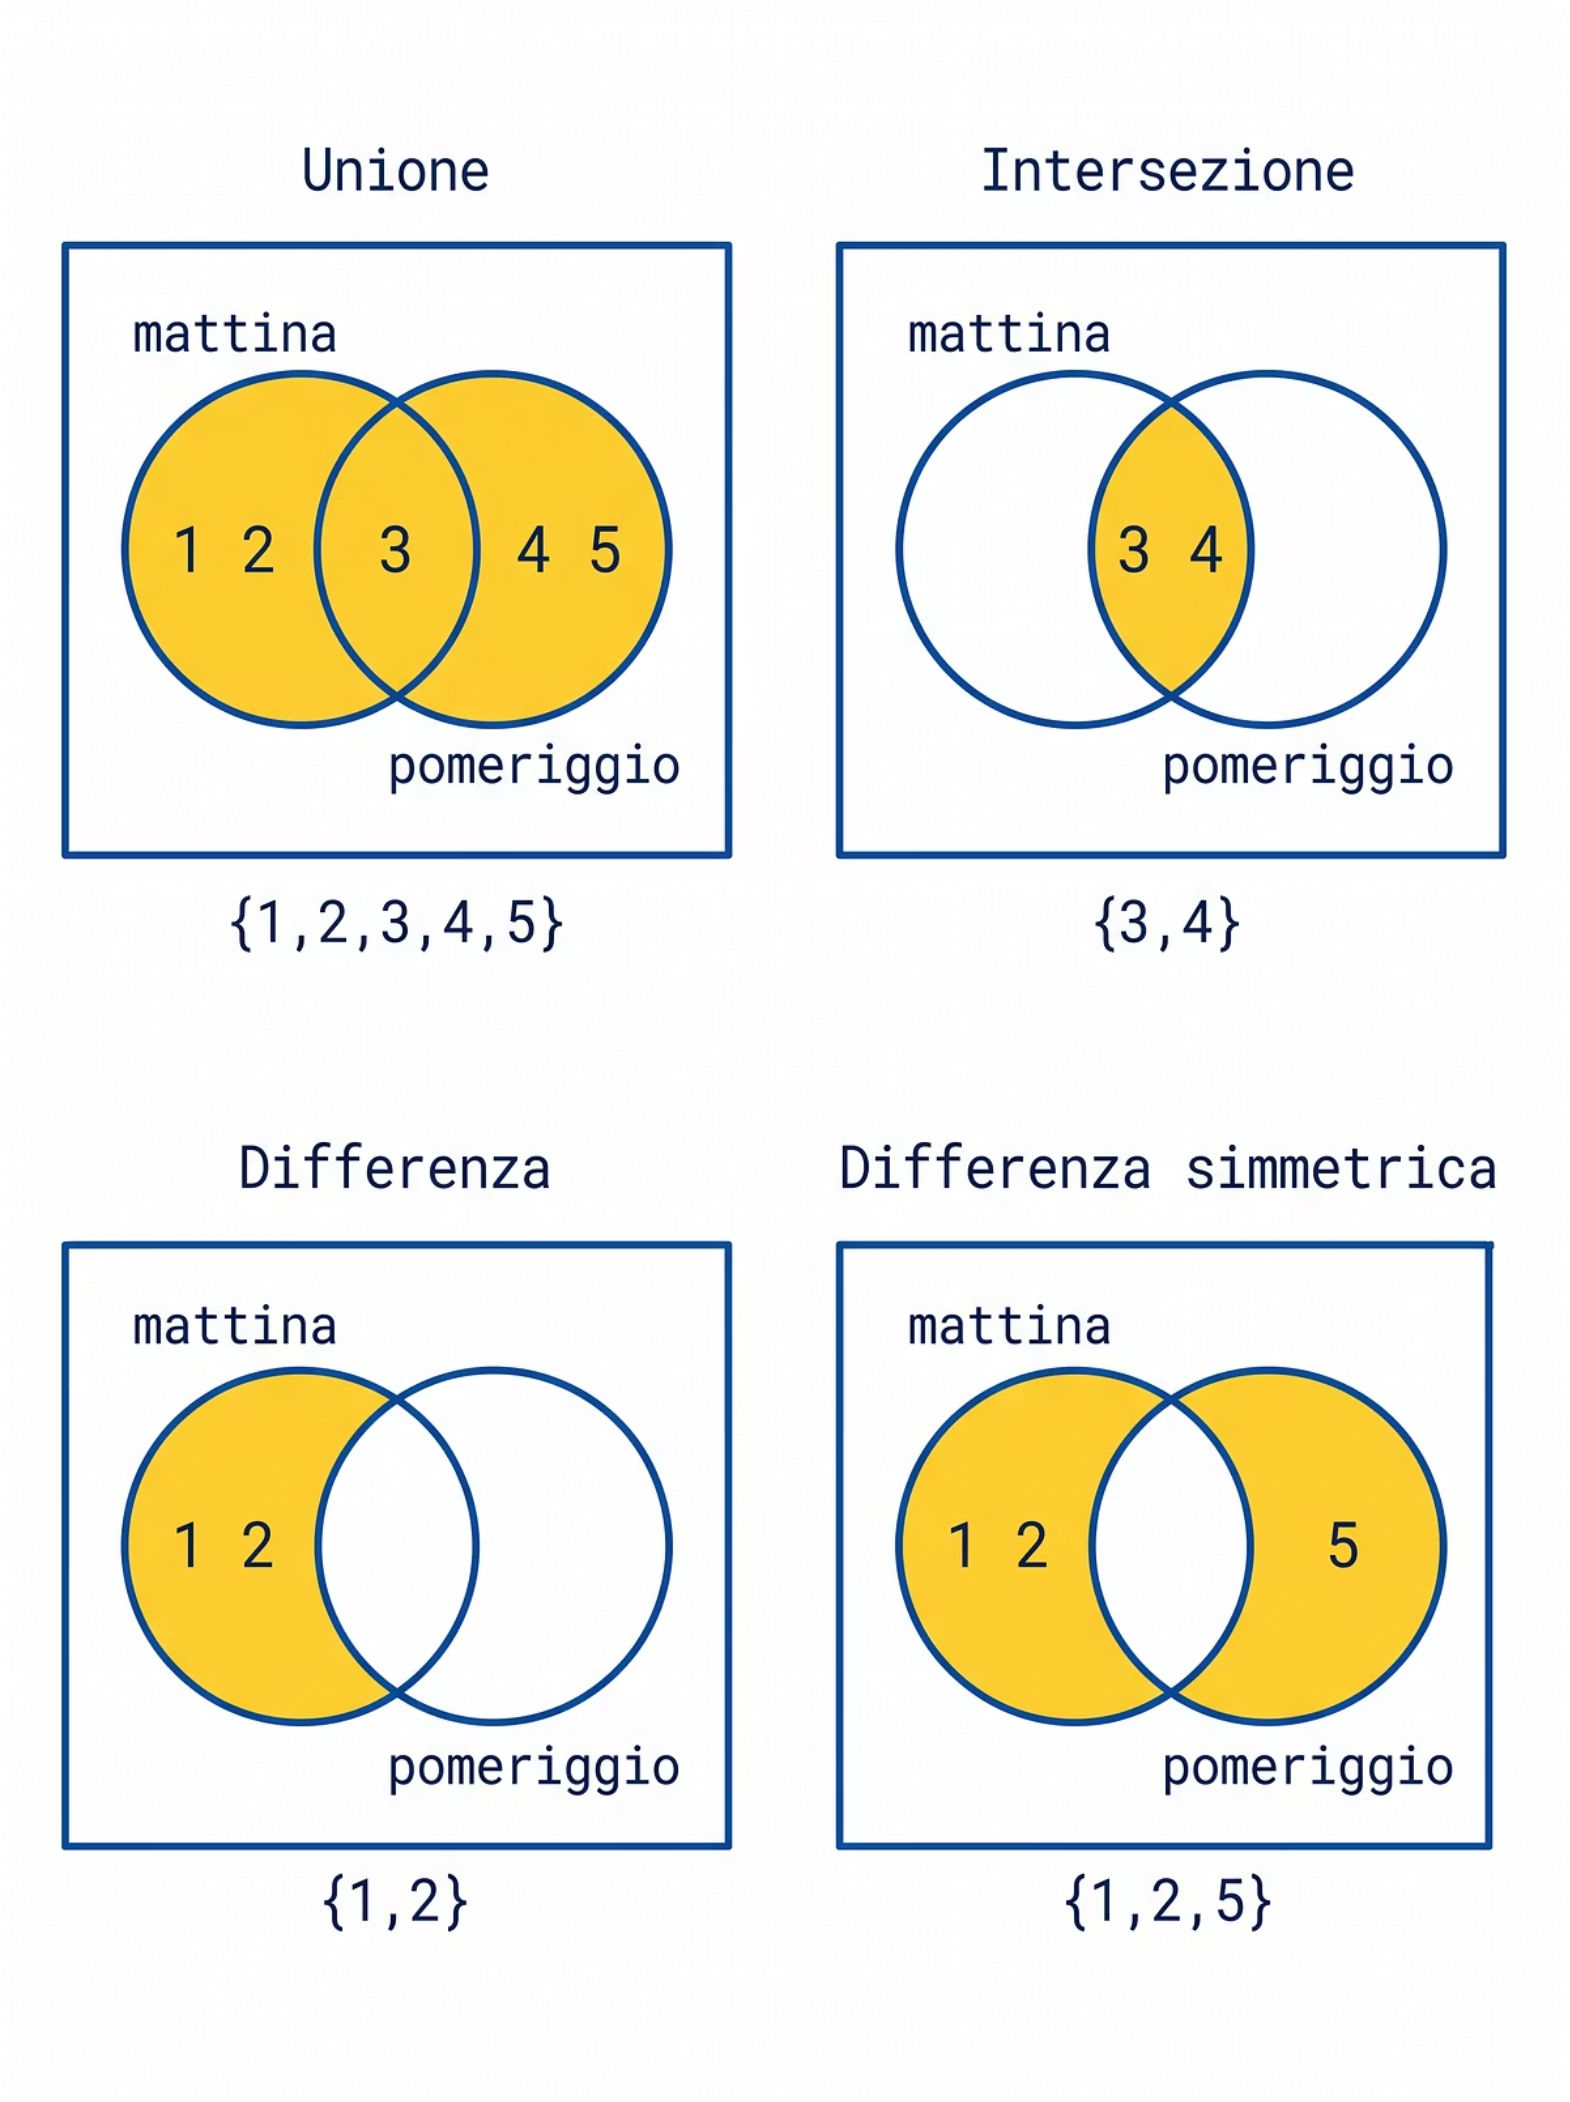 Unione
mattina
1 2 3 4 5
pomeriggio
{1,2,3,4,5}
Intersezione
mattina
3 4
pomeriggio
{3,4}
Differenza
mattina
1 2
pomeriggio
{1,2}
Differenza simmetrica
mattina
1 2 5
pomeriggio
{1,2,5}